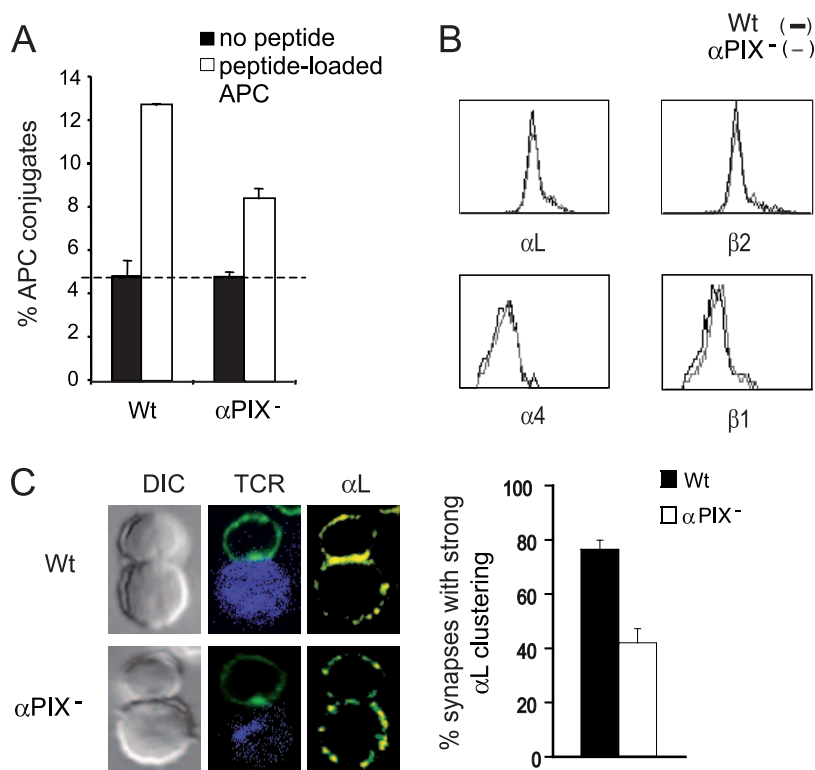 A
no peptide
peptide-loaded
APC
% APC conjugates
14
12
10
8
6
4
2
0
Wt
αPIX-
B
Wt (–)
αPIX- (–)
αL
β2
α4
β1
C
DIC
TCR
αL
Wt
αPIX-
% synapses with strong
αL clustering
100
80
60
40
20
0
Wt
αPIX-